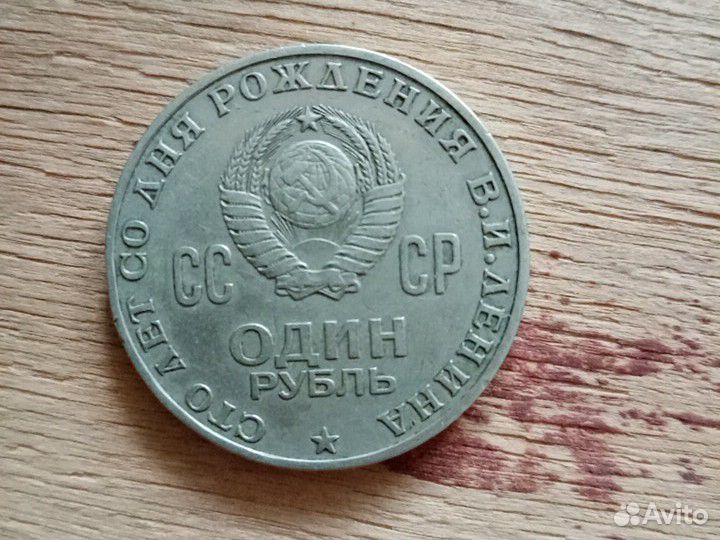 СТО ЛЕТ СО ДНЯ РОЖДЕНИЯ В.И.ЛЕНИНА
СС СР
ОДИН
РУБЛЬ
Avito